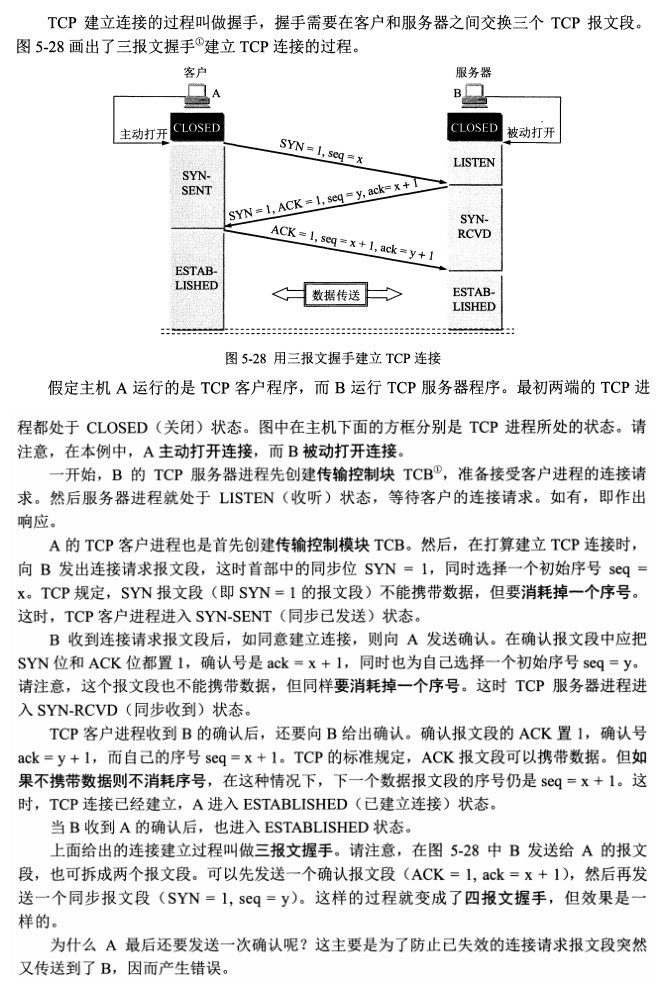 TCP 建立连接的过程叫做握手，握手需要在客户和服务器之间交换三个 TCP 报文段。
图 5-28 画出了三报文握手①建立 TCP 连接的过程。
客户
服务器
A
B
主动打开
CLOSED
CLOSED
被动打开
SYN = 1, seq = x
LISTEN
SYN-
SENT
SYN = 1, ACK = 1, seq = y, ack= x + 1
SYN-
RCVD
ACK = 1, seq = x + 1, ack = y + 1
ESTAB-
LISHED
数据传送
ESTAB-
LISHED
图 5-28 用三报文握手建立 TCP 连接
假定主机 A 运行的是 TCP 客户程序，而 B 运行 TCP 服务器程序。最初两端的 TCP 进
程都处于 CLOSED（关闭）状态。图中在主机下面的方框分别是 TCP 进程所处的状态。请
注意，在本例中，A 主动打开连接，而 B 被动打开连接。
一开始，B 的 TCP 服务器进程先创建传输控制块 TCB①，准备接受客户进程的连接请
求。然后服务器进程就处于 LISTEN（收听）状态，等待客户的连接请求。如有，即作出
响应。
A 的 TCP 客户进程也是首先创建传输控制模块 TCB。然后，在打算建立 TCP 连接时，
向 B 发出连接请求报文段，这时首部中的同步位 SYN = 1，同时选择一个初始序号 seq =
x。TCP 规定，SYN 报文段（即 SYN = 1 的报文段）不能携带数据，但要消耗掉一个序号。
这时，TCP 客户进程进入 SYN-SENT（同步已发送）状态。
B 收到连接请求报文段后，如同意建立连接，则向 A 发送确认。在确认报文段中应把
SYN 位和 ACK 位都置 1，确认号是 ack = x + 1，同时也为自己选择一个初始序号 seq = y。
请注意，这个报文段也不能携带数据，但同样要消耗掉一个序号。这时 TCP 服务器进程进
入 SYN-RCVD（同步收到）状态。
TCP 客户进程收到 B 的确认后，还要向 B 给出确认。确认报文段的 ACK 置 1，确认号
ack = y + 1，而自己的序号 seq = x + 1。TCP 的标准规定，ACK 报文段可以携带数据。但如
果不携带数据则不消耗序号，在这种情况下，下一个数据报文段的序号仍是 seq = x + 1。这
时，TCP 连接已经建立，A 进入 ESTABLISHED（已建立连接）状态。
当 B 收到 A 的确认后，也进入 ESTABLISHED 状态。
上面给出的连接建立过程叫做三报文握手。请注意，在图 5-28 中 B 发送给 A 的报文
段，也可拆成两个报文段。可以先发送一个确认报文段（ACK = 1, ack = x + 1），然后再发
送一个同步报文段（SYN = 1, seq = y）。这样的过程就变成了四报文握手，但效果是一
样的。
为什么 A 最后还要发送一次确认呢？这主要是为了防止已失效的连接请求报文段突然
又传送到了 B，因而产生错误。